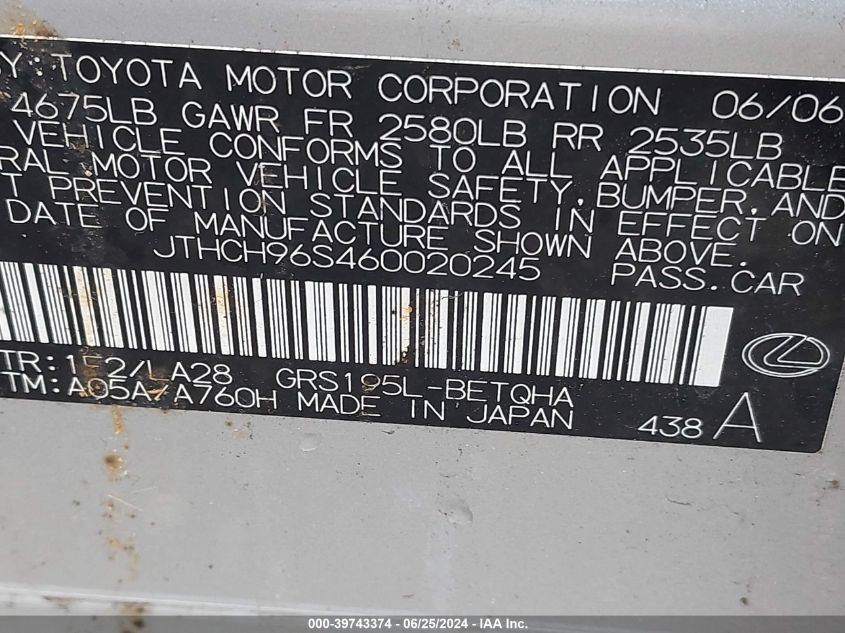 Y: TOYOTA MOTOR CORPORATION 06/06
4675LB GAWR FR 2580LB RR 2535LB
VEHICLE CONFORMS TO ALL APPLICABLE
RAL MOTOR VEHICLE SAFETY, BUMPER, AND
T PREVENTION STANDARDS IN EFFECT ON
DATE OF MANUFACTURE SHOWN ABOVE.
JTHCH96S460020245 PASS.CAR
TR: 1E2/LA28 GRS195L-BETQHA
TM: A05A/A760H MADE IN JAPAN 438 A
000-39743374 - 06/25/2024 - IAA Inc.